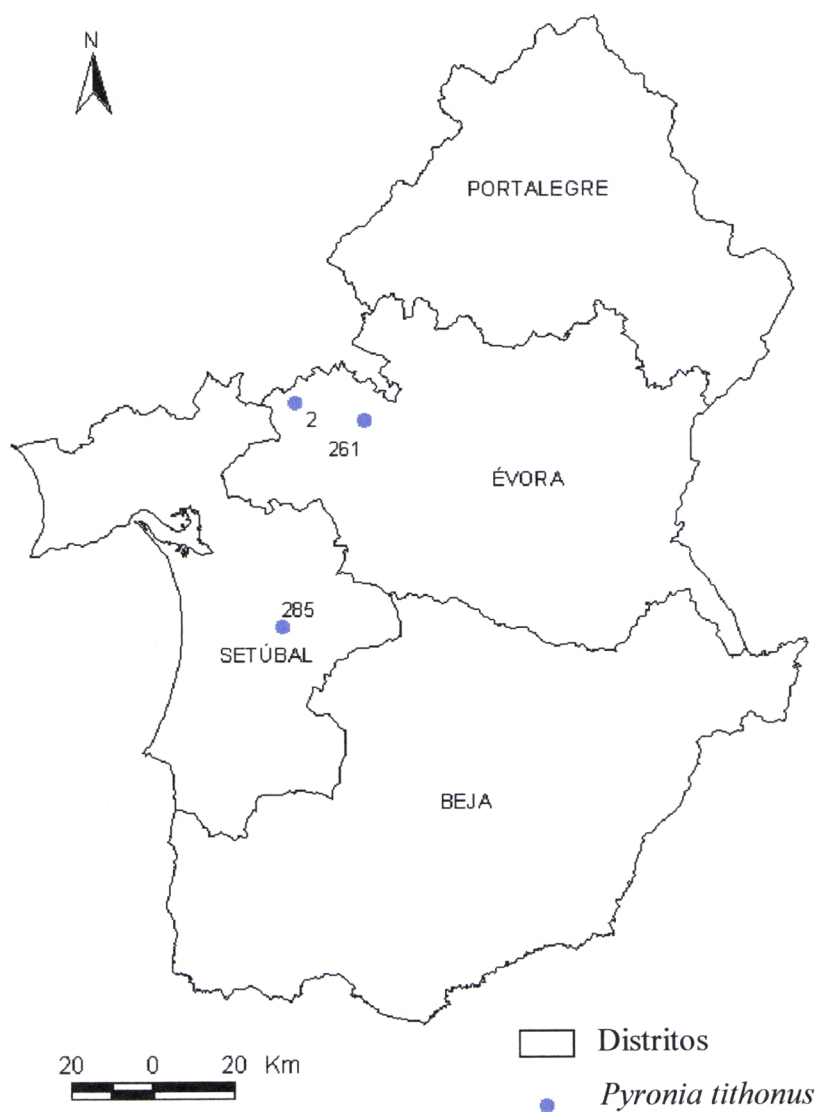 N
PORTALEGRE
2
261
ÉVORA
285
SETÚBAL
BEJA
Distritos
20 0 20 Km
Pyronia tithonus